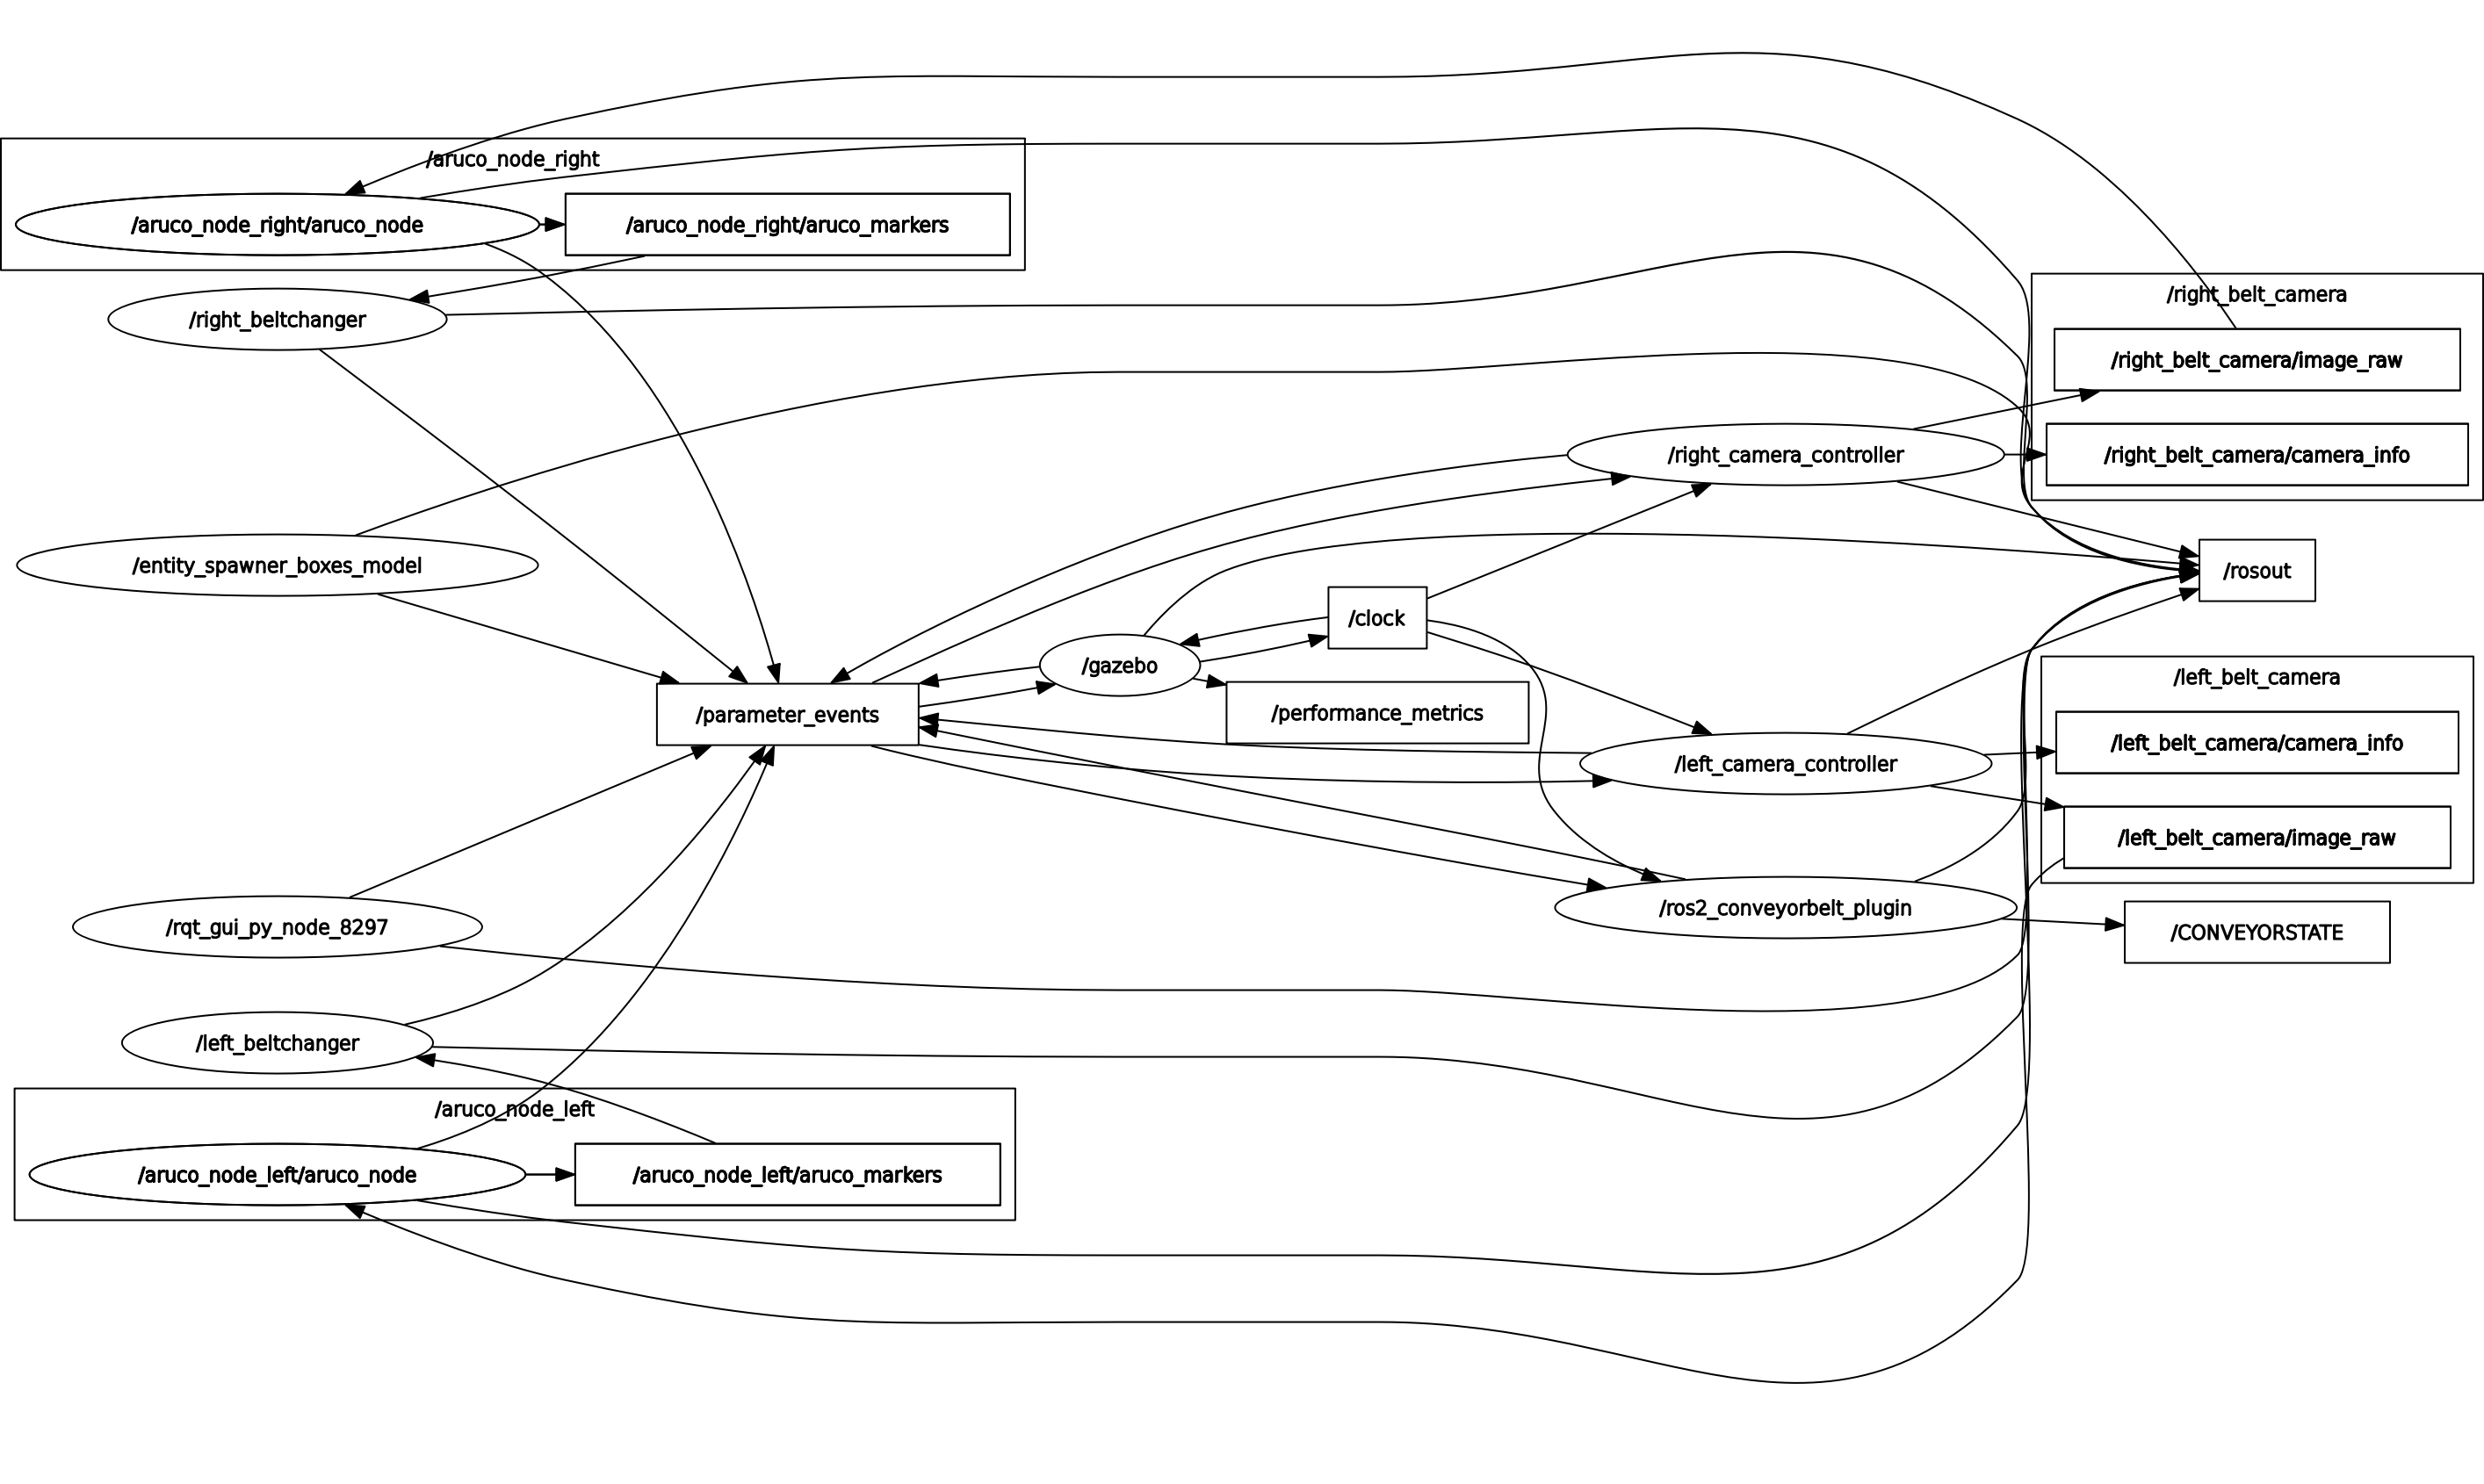 /aruco_node_right
/aruco_node_right/aruco_node
/aruco_node_right/aruco_markers
/right_beltchanger
/right_belt_camera
/right_belt_camera/image_raw
/right_camera_controller
/right_belt_camera/camera_info
/entity_spawner_boxes_model
/rosout
/clock
/gazebo
/parameter_events
/performance_metrics
/left_belt_camera
/left_belt_camera/camera_info
/left_camera_controller
/left_belt_camera/image_raw
/rqt_gui_py_node_8297
/ros2_conveyorbelt_plugin
/CONVEYORSTATE
/left_beltchanger
/aruco_node_left
/aruco_node_left/aruco_node
/aruco_node_left/aruco_markers